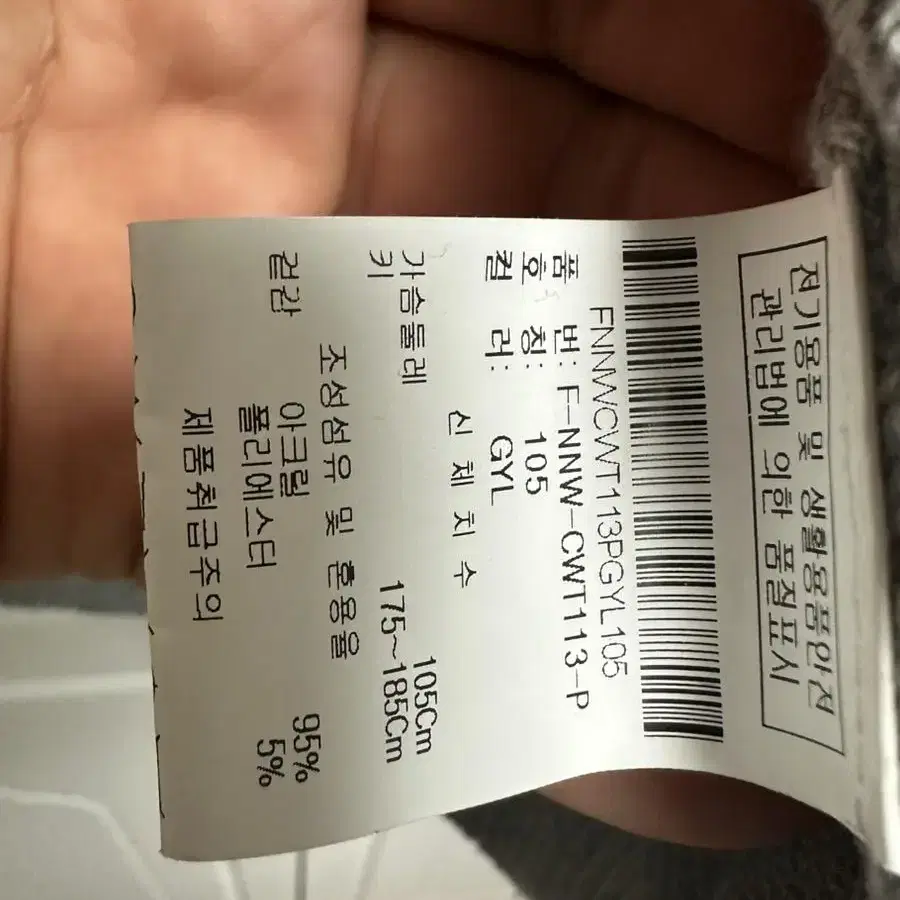 전기용품 및 생활용품안전
관리법에 의한 품질표시
FNNWCWT113PGYL105
품 번: F-NNW-CWT113-P
호 칭: 105
컬 러: GYL
신 체 치 수
가슴둘레 105Cm
키 175~185Cm
조성섬유 및 혼용율
겉감 아크릴 95%
폴리에스터 5%
제품취급주의